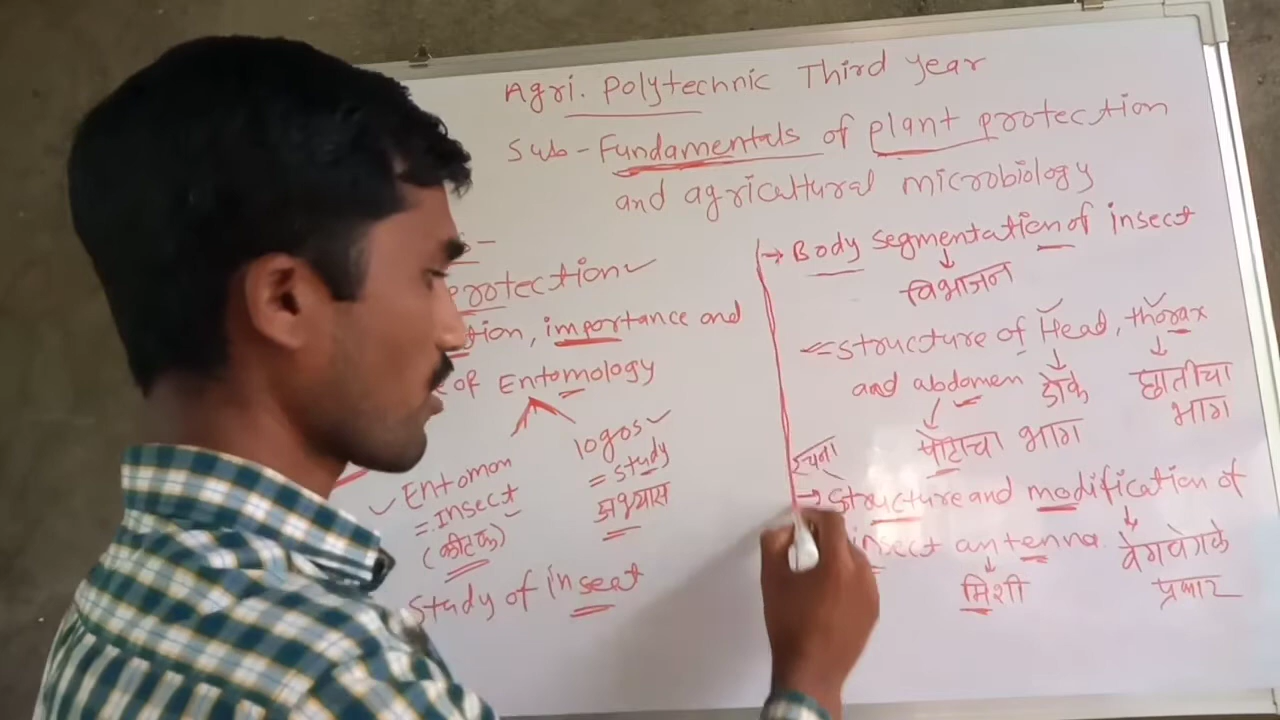 Agri. Polytechnic Third Year
Sub - Fundamentals of plant protection
and agricultural microbiology
protection
importance and
of Entomology
Entomon
= insect
(कीटक)
logos
= study
अभ्यास
Study of insect
→ Body segmentation of insect
विभाजन
structure of Head, thorax
and abdomen
डोके
छातीचा
भाग
पोटाचा भाग
रचना
→ structure and modification of
insect antenna
मिशी
वेगवेगळे
प्रकार